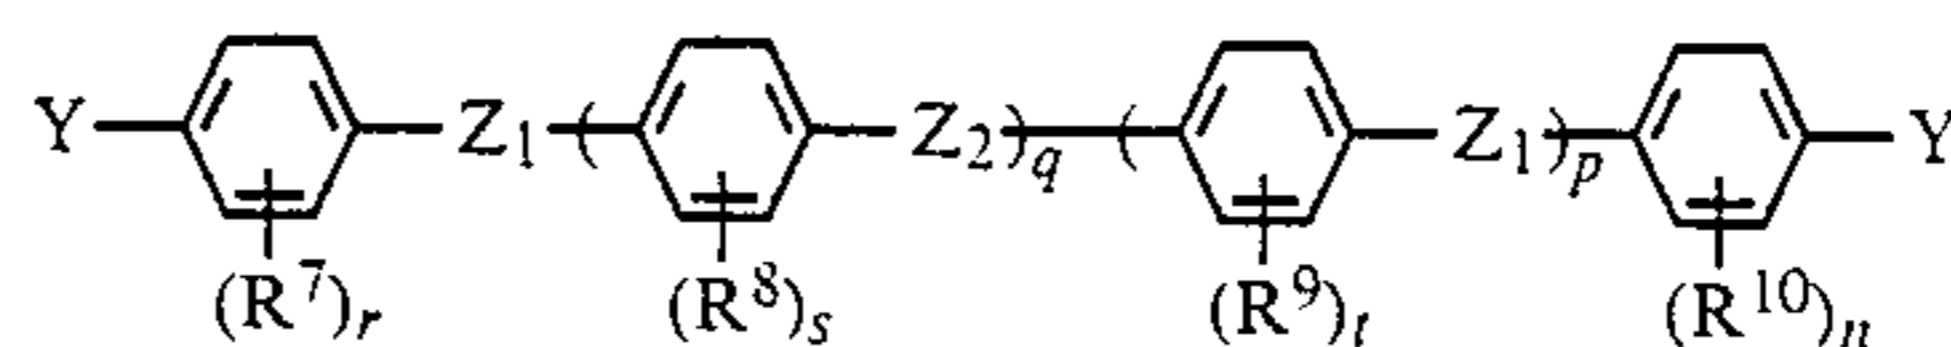 Y Z₁ ( Z₂ )q ( Z₁ )p Y
(R⁷)r (R⁸)s (R⁹)t (R¹⁰)u